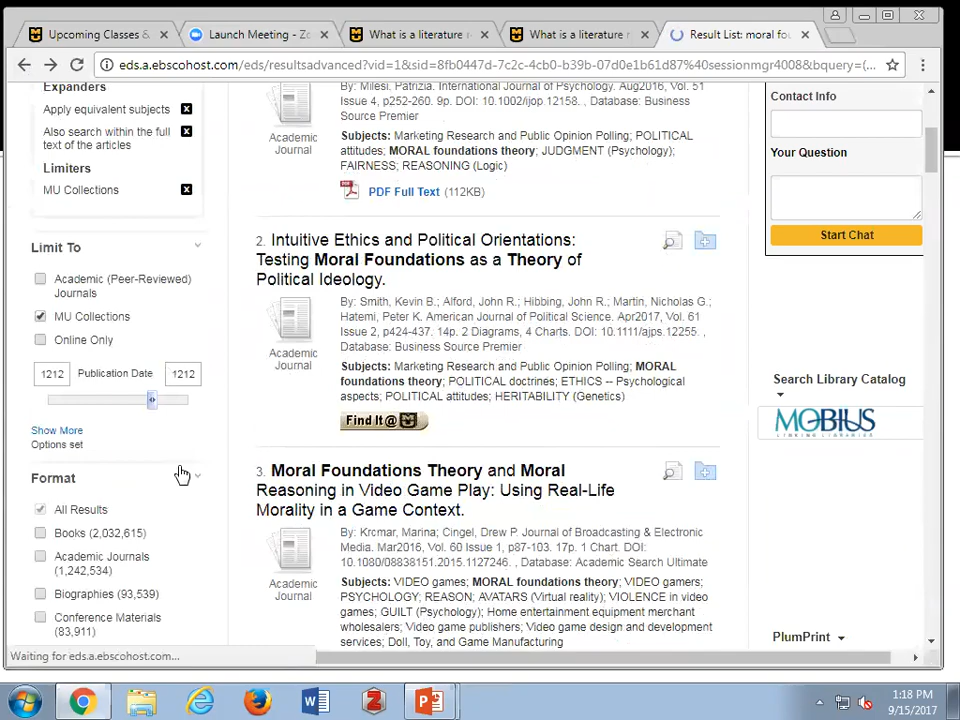 Upcoming Classes &
Launch Meeting - Zo
What is a literature r
What is a literature r
Result List: moral fou
eds.a.ebscohost.com/eds/resultsadvanced?vid=1&sid=8fb0447d-7c2c-4cb0-b39b-07d0e1b61d87%40sessionmgr4008&bquery=(...
Expanders
Apply equivalent subjects
Also search within the full
text of the articles
Limiters
MU Collections
Limit To
Academic (Peer-Reviewed)
Journals
MU Collections
Online Only
1212 Publication Date 1212
Show More
Options set
Format
All Results
Books (2,032,615)
Academic Journals
(1,242,534)
Biographies (93,539)
Conference Materials
(83,911)
Waiting for eds.a.ebscohost.com...
By: Milesi, Patrizia. International Journal of Psychology. Aug2016, Vol. 51
Issue 4, p252-260. 9p. DOI: 10.1002/ijop.12158. , Database: Business
Source Premier
Academic
Journal
Subjects: Marketing Research and Public Opinion Polling; POLITICAL
attitudes; MORAL foundations theory; JUDGMENT (Psychology);
FAIRNESS; REASONING (Logic)
PDF Full Text (112KB)
2. Intuitive Ethics and Political Orientations:
Testing Moral Foundations as a Theory of
Political Ideology.
By: Smith, Kevin B.; Alford, John R.; Hibbing, John R.; Martin, Nicholas G.;
Hatemi, Peter K. American Journal of Political Science. Apr2017, Vol. 61
Issue 2, p424-437. 14p. 2 Diagrams, 4 Charts. DOI: 10.1111/ajps.12255. ,
Database: Business Source Premier
Academic
Journal
Subjects: Marketing Research and Public Opinion Polling; MORAL
foundations theory; POLITICAL doctrines; ETHICS -- Psychological
aspects; POLITICAL attitudes; HERITABILITY (Genetics)
Find It @
3. Moral Foundations Theory and Moral
Reasoning in Video Game Play: Using Real-Life
Morality in a Game Context.
By: Krcmar, Marina; Cingel, Drew P. Journal of Broadcasting & Electronic
Media. Mar2016, Vol. 60 Issue 1, p87-103. 17p. 1 Chart. DOI:
10.1080/08838151.2015.1127246. , Database: Academic Search Ultimate
Academic
Journal
Subjects: VIDEO games; MORAL foundations theory; VIDEO gamers;
PSYCHOLOGY; REASON; AVATARS (Virtual reality); VIOLENCE in video
games; GUILT (Psychology); Home entertainment equipment merchant
wholesalers; Video game publishers; Video game design and development
services; Doll, Toy, and Game Manufacturing
Contact Info
Your Question
Start Chat
Search Library Catalog
MOBIUS
LINKING LIBRARIES
PlumPrint
1:18 PM
9/15/2017